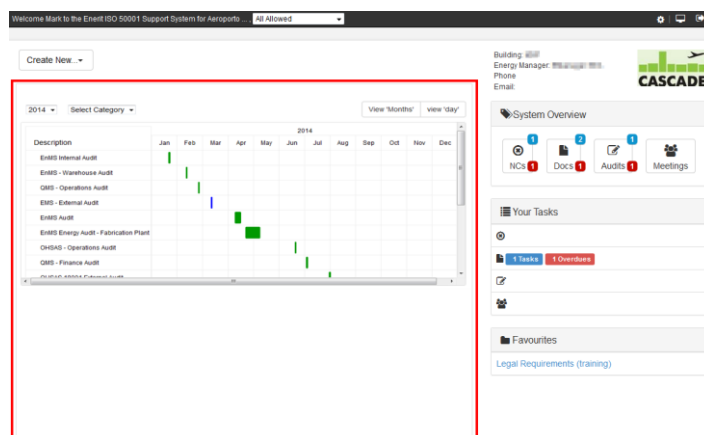 Welcome Mark to the Enerit ISO 50001 Support System for Aeroporto ... , All Allowed
Create New...
Building:
Energy Manager:
Phone
Email:
CASCADE
2014 Select Category View 'Months' view 'day'
2014
Description Jan Feb Mar Apr May Jun Jul Aug Sep Oct Nov Dec
EnMS Internal Audit
EnMS - Warehouse Audit
QMS - Operations Audit
EMS - External Audit
EnMS Audit
EnMS Energy Audit - Fabrication Plant
OHSAS - Operations Audit
QMS - Finance Audit
OHSAS 18001 External Audit
System Overview
1 2 1
NCs 1 Docs 1 Audits 1 Meetings
Your Tasks
1 Tasks 1 Overdues
Favourites
Legal Requirements (training)